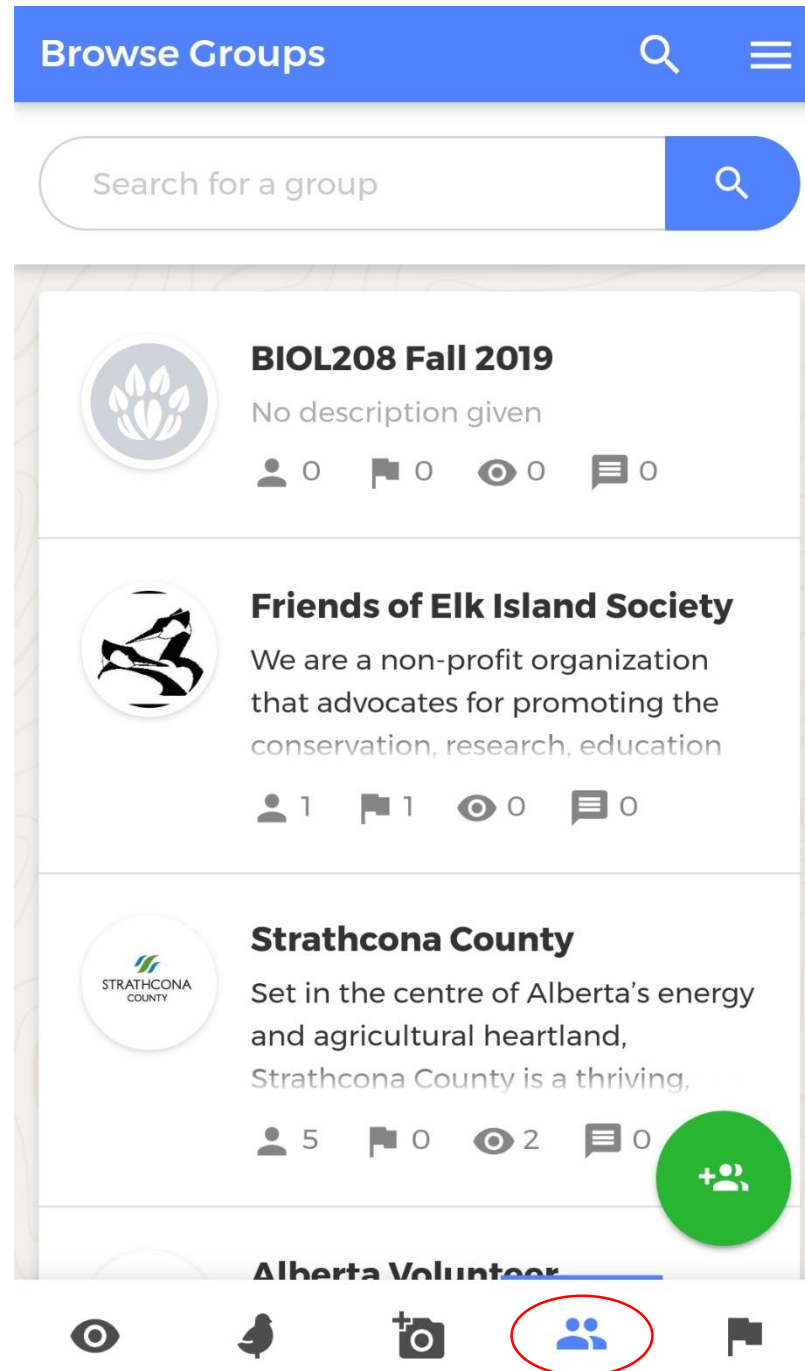 Browse Groups
Search for a group
BIOL208 Fall 2019
No description given
0 0 0 0
Friends of Elk Island Society
We are a non-profit organization
that advocates for promoting the
conservation, research, education
1 1 0 0
STRATHCONA
COUNTY
Strathcona County
Set in the centre of Alberta's energy
and agricultural heartland,
Strathcona County is a thriving,
5 0 2 0
Alberta Volunteer